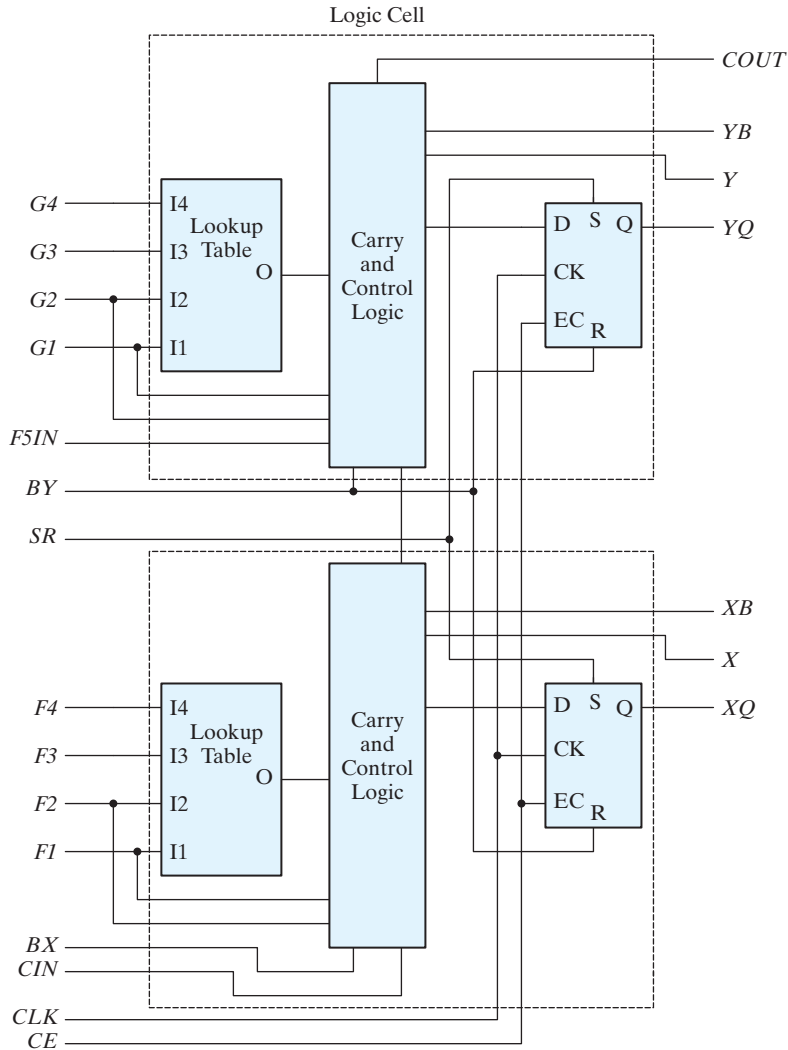 Logic Cell
COUT
YB
Y
YQ
G4
G3
G2
G1
F5IN
BY
SR
I4
I3
I2
I1
Lookup
Table
O
Carry
and
Control
Logic
D
S
Q
CK
EC
R
XB
X
XQ
F4
F3
F2
F1
BX
CIN
CLK
CE
I4
I3
I2
I1
Lookup
Table
O
Carry
and
Control
Logic
D
S
Q
CK
EC
R